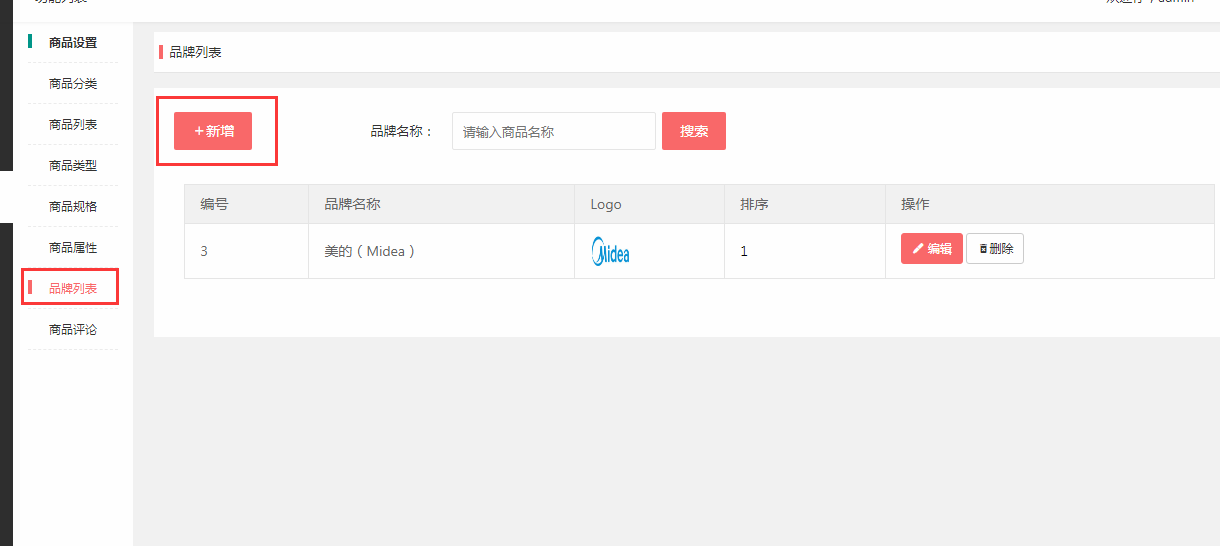 商品设置
商品分类
商品列表
商品类型
商品规格
商品属性
品牌列表
商品评论
品牌列表
+新增 品牌名称： 请输入商品名称 搜索
编号 品牌名称 Logo 排序 操作
3 美的（Midea） Midea 1 编辑 删除